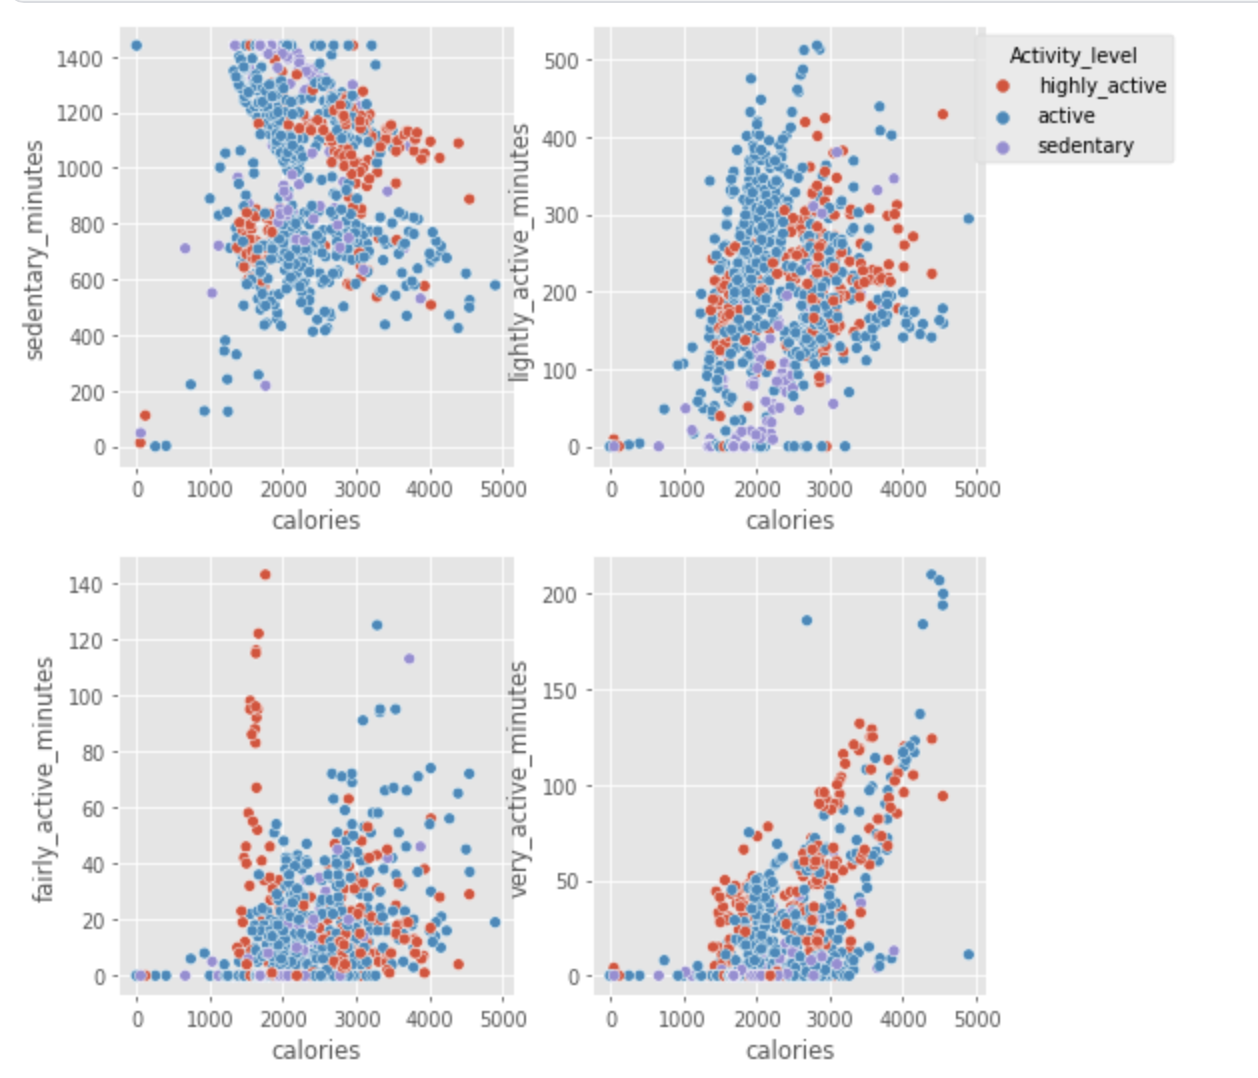 sedentary_minutes
1400
1200
1000
800
600
400
200
0
0 1000 2000 3000 4000 5000
calories
lightly_active_minutes
500
400
300
200
100
0
0 1000 2000 3000 4000 5000
calories
Activity_level
highly_active
active
sedentary
fairly_active_minutes
140
120
100
80
60
40
20
0
0 1000 2000 3000 4000 5000
calories
very_active_minutes
200
150
100
50
0
0 1000 2000 3000 4000 5000
calories